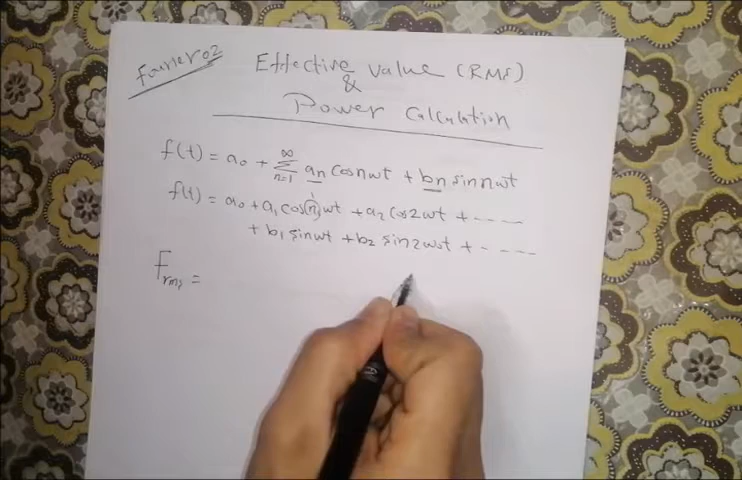 Fourier 02
Effective Value (RMS)
&
Power Calculation
f(t) = a₀ + ∑ₙ₌₁^∞ aₙ cos nωt + bₙ sin nωt
f(t) = a₀ + a₁ cos(1)ωt + a₂ cos 2ωt + -----
+ b₁ sin ωt + b₂ sin 2ωt + ----
F_rms =